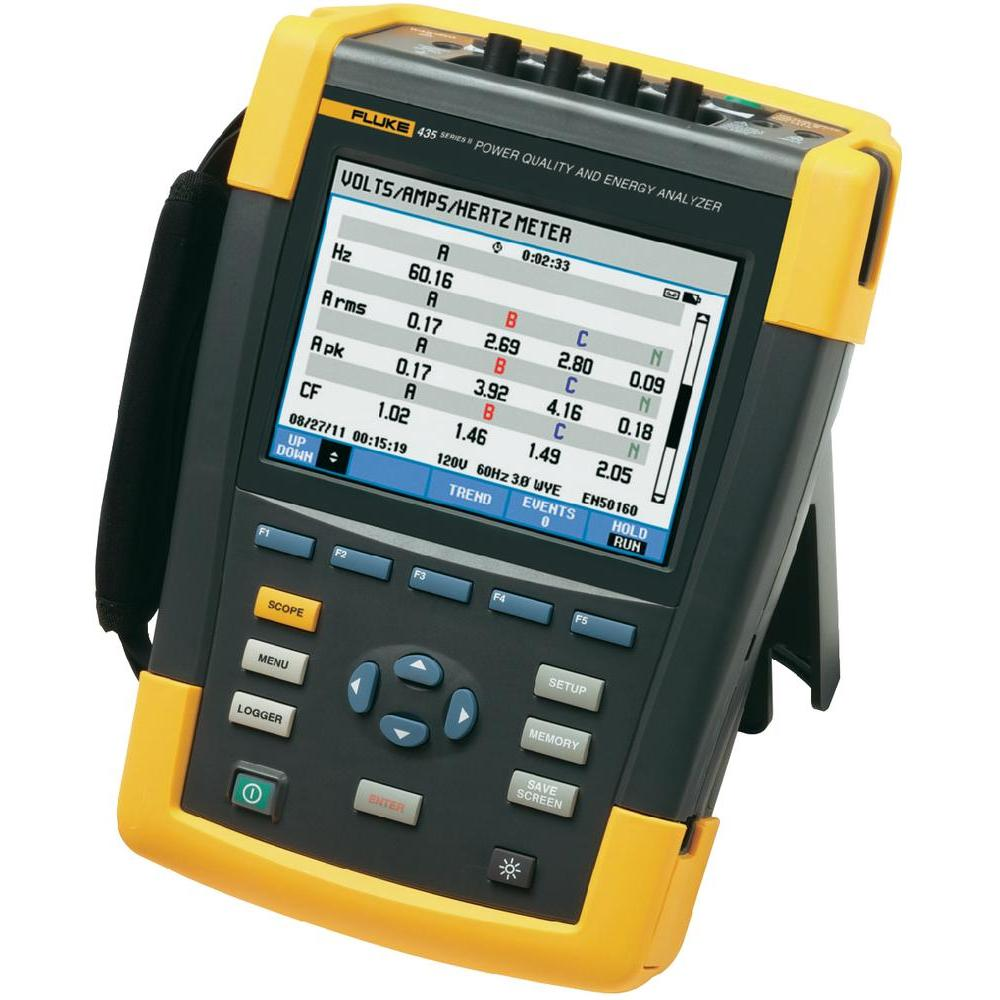 FLUKE 435 SERIES II POWER QUALITY AND ENERGY ANALYZER
VOLTS/AMPS/HERTZ METER
0:02:33
A
Hz 60.16
A B C N
A rms 0.17 2.69 2.80 0.09
A B C N
A pk 0.17 3.92 4.16 0.18
A B C N
CF 1.02 1.46 1.49 2.05
08/27/11 00:15:19 120V 60Hz 3Ø WYE EN50160
UP DOWN TREND EVENTS 0 HOLD RUN
F1 F2 F3 F4 F5
SCOPE
MENU
LOGGER
SETUP
MEMORY
SAVE
SCREEN
ENTER